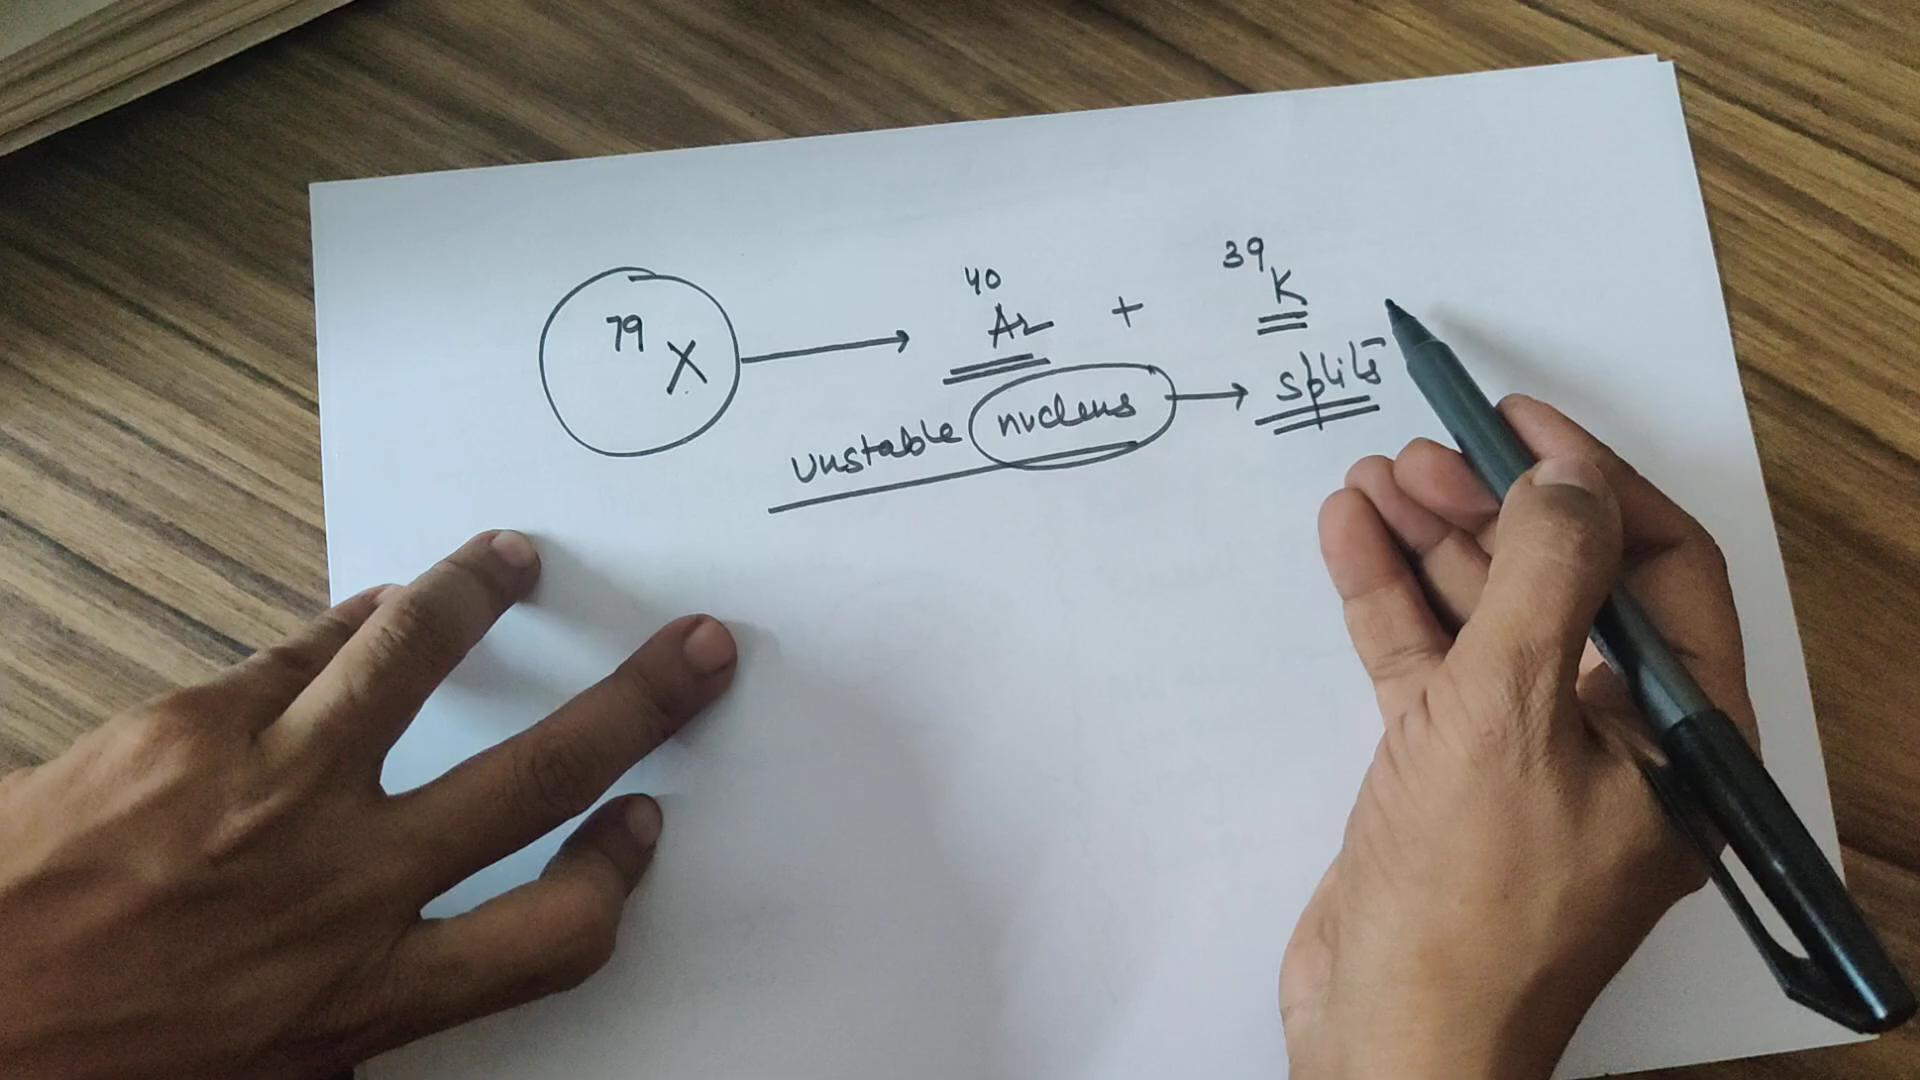 79 X → 40 Ar + 39 K
unstable nucleus → splits